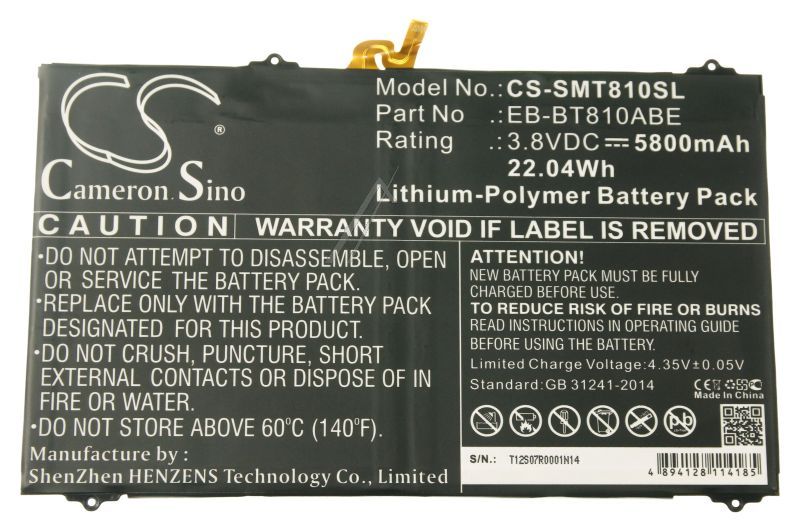 CS
®
Cameron Sino
Model No.: CS-SMT810SL
Part No : EB-BT810ABE
Rating : 3.8VDC 5800mAh
22.04Wh
Lithium-Polymer Battery Pack
CAUTION WARRANTY VOID IF LABEL IS REMOVED
•DO NOT ATTEMPT TO DISASSEMBLE, OPEN
OR SERVICE THE BATTERY PACK.
•REPLACE ONLY WITH THE BATTERY PACK
DESIGNATED FOR THIS PRODUCT.
•DO NOT CRUSH, PUNCTURE, SHORT
EXTERNAL CONTACTS OR DISPOSE OF IN
FIRE OR WATER.
•DO NOT STORE ABOVE 60°C (140°F).
Manufacture by :
ShenZhen HENZENS Technology Co., Limited
ATTENTION!
NEW BATTERY PACK MUST BE FULLY
CHARGED BEFORE INITIAL USE.
TO REDUCE RISK OF FIRE OR BURNS
READ INSTRUCTIONS IN OPERATING GUIDE
BEFORE BY USING THE BATTERY.
Limited Charge Voltage: 4.35V±0.05V
Standard: GB 31241-2014
CE
Made In China
Pb
S/N.: T12S07R0001N14
4 894128 114185